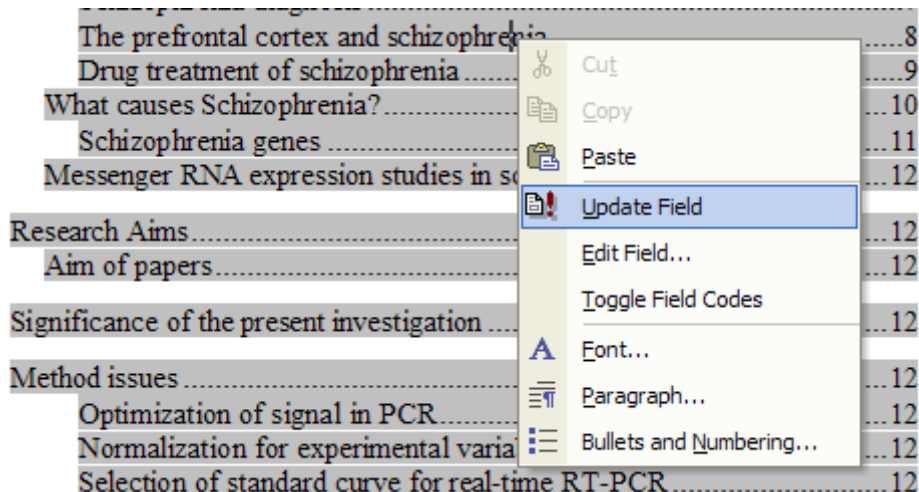 The prefrontal cortex and schizophrenia 8
Drug treatment of schizophrenia ........ 9
What causes Schizophrenia? ........ 10
Schizophrenia genes ........ 11
Messenger RNA expression studies in 12
Research Aims ........ 12
Aim of papers ........ 12
Significance of the present investigation .... 12
Method issues ........ 12
Optimization of signal in PCR ........ 12
Normalization for experimental 12
Selection of standard curve for real-time RT-PCR ........ 12
Cut
Copy
Paste
Update Field
Edit Field...
Toggle Field Codes
Font...
Paragraph...
Bullets and Numbering...